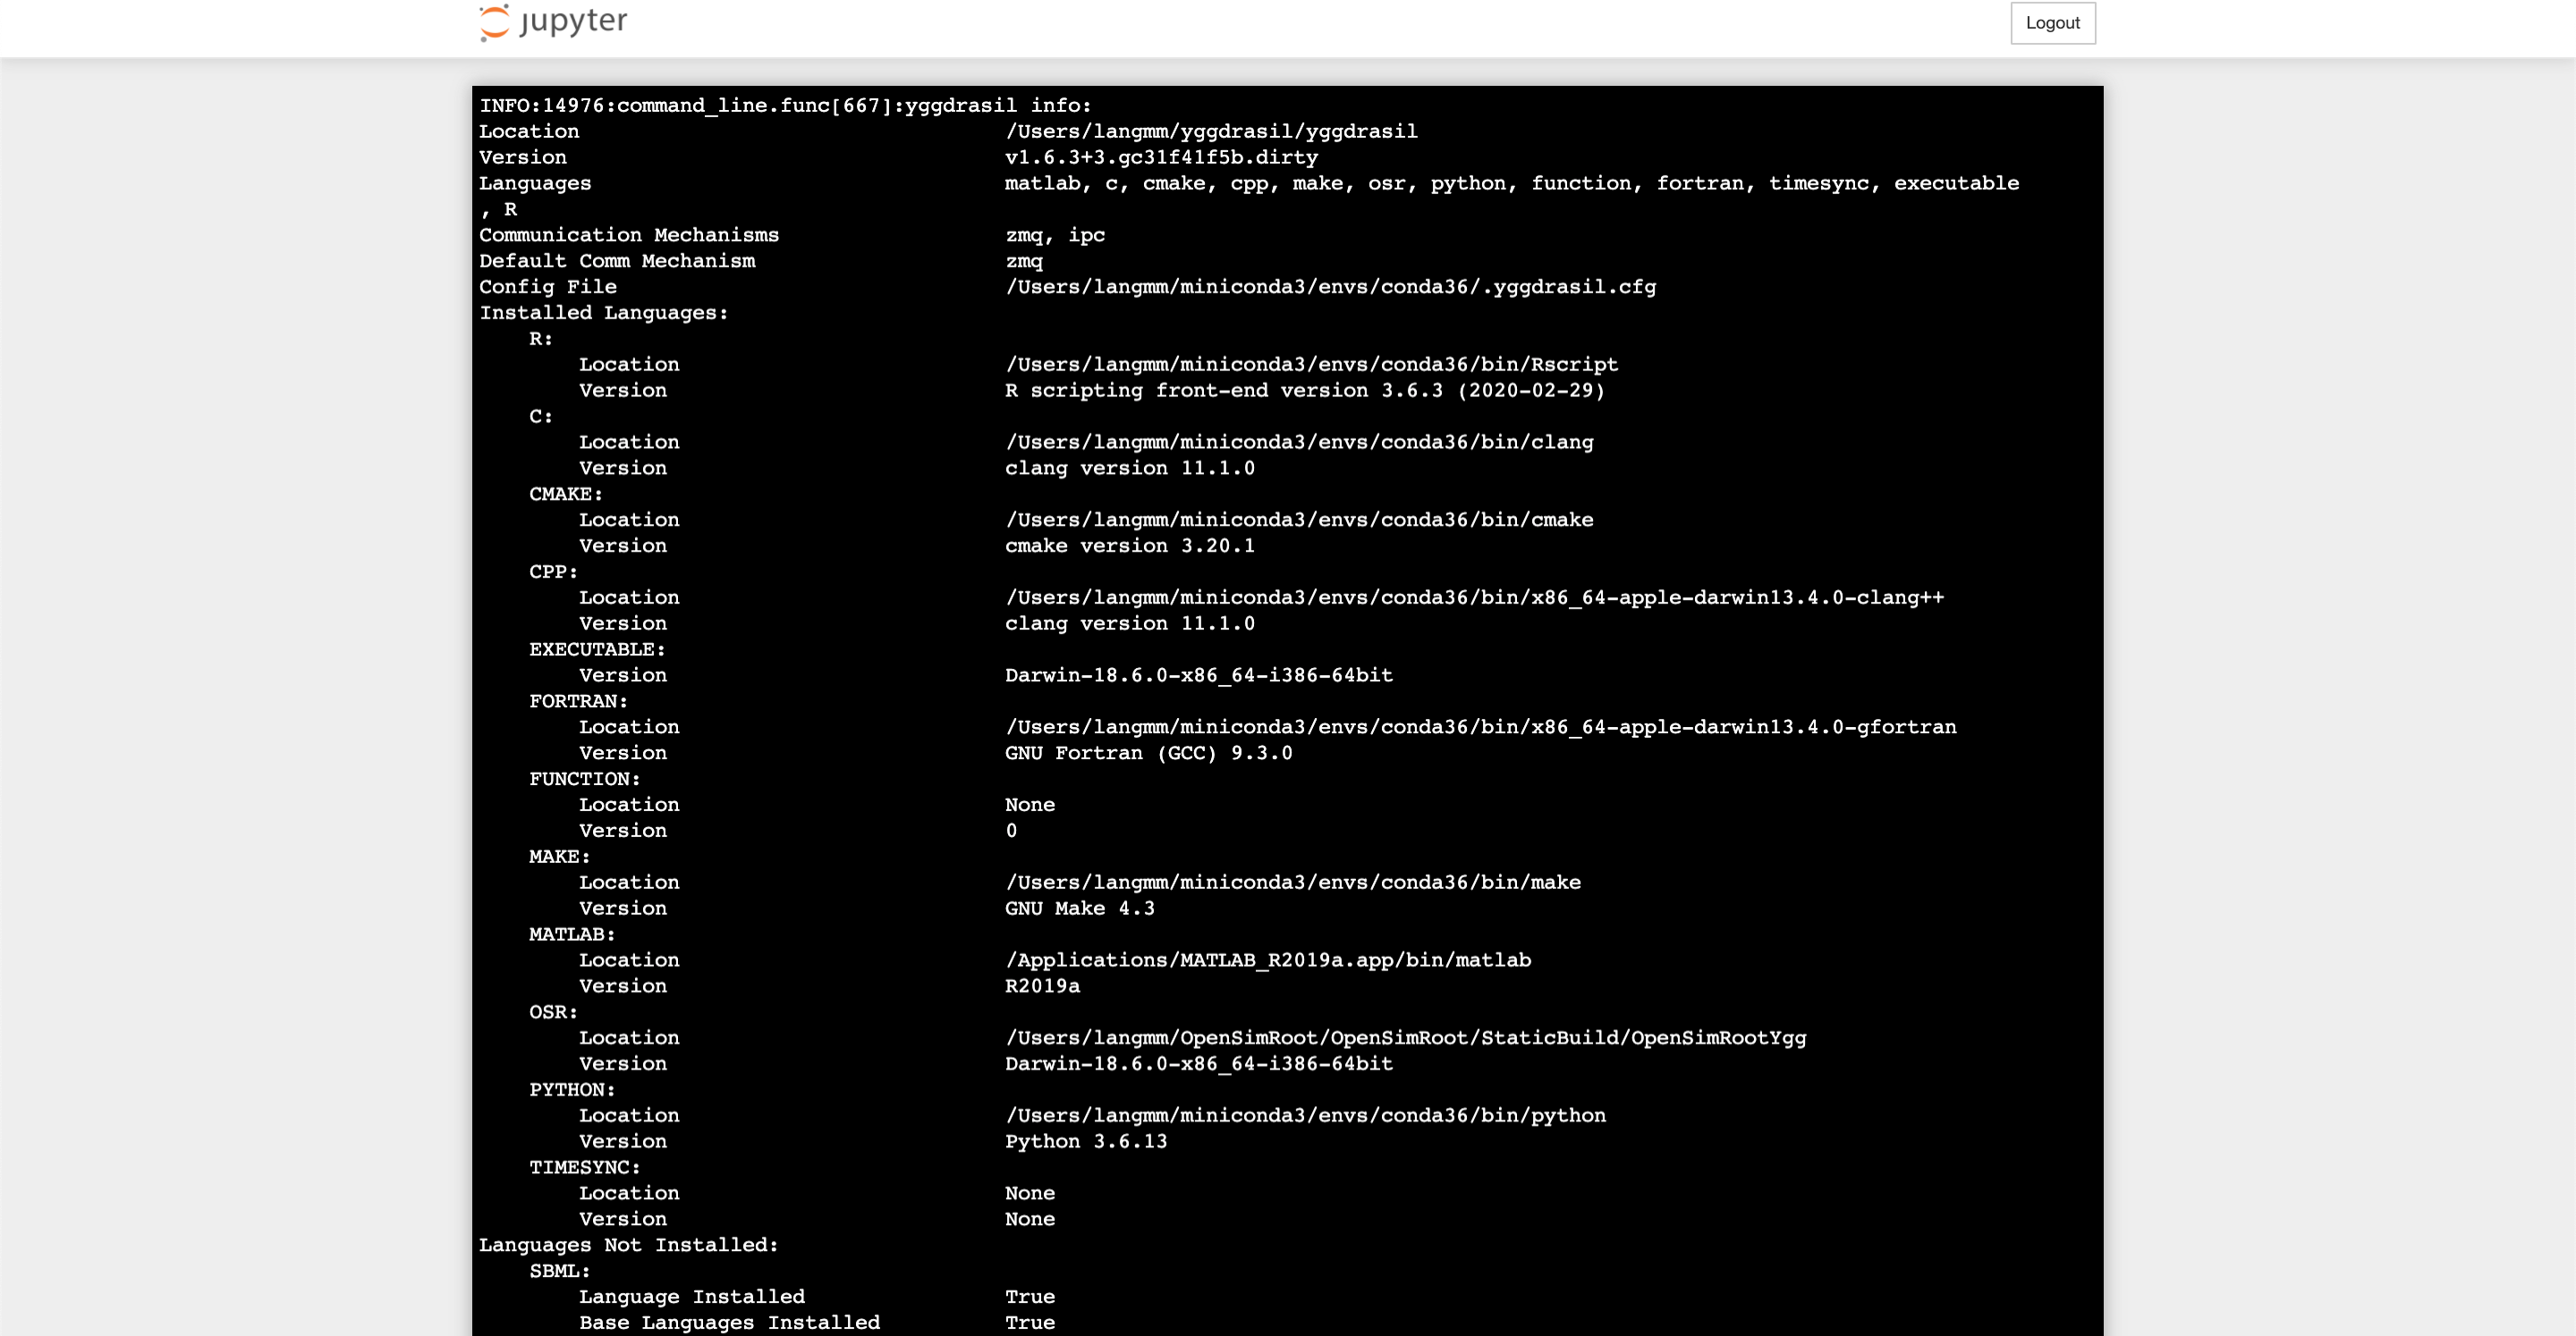 jupyter
Logout
INFO:14976:command_line.func[667]:yggdrasil info:
Location /Users/langmm/yggdrasil/yggdrasil
Version v1.6.3+3.gc31f41f5b.dirty
Languages matlab, c, cmake, cpp, make, osr, python, function, fortran, timesync, executable
, R
Communication Mechanisms zmq, ipc
Default Comm Mechanism zmq
Config File /Users/langmm/miniconda3/envs/conda36/.yggdrasil.cfg
Installed Languages:
R:
Location /Users/langmm/miniconda3/envs/conda36/bin/Rscript
Version R scripting front-end version 3.6.3 (2020-02-29)
C:
Location /Users/langmm/miniconda3/envs/conda36/bin/clang
Version clang version 11.1.0
CMAKE:
Location /Users/langmm/miniconda3/envs/conda36/bin/cmake
Version cmake version 3.20.1
CPP:
Location /Users/langmm/miniconda3/envs/conda36/bin/x86_64-apple-darwin13.4.0-clang++
Version clang version 11.1.0
EXECUTABLE:
Version Darwin-18.6.0-x86_64-i386-64bit
FORTRAN:
Location /Users/langmm/miniconda3/envs/conda36/bin/x86_64-apple-darwin13.4.0-gfortran
Version GNU Fortran (GCC) 9.3.0
FUNCTION:
Location None
Version 0
MAKE:
Location /Users/langmm/miniconda3/envs/conda36/bin/make
Version GNU Make 4.3
MATLAB:
Location /Applications/MATLAB_R2019a.app/bin/matlab
Version R2019a
OSR:
Location /Users/langmm/OpenSimRoot/OpenSimRoot/StaticBuild/OpenSimRootYgg
Version Darwin-18.6.0-x86_64-i386-64bit
PYTHON:
Location /Users/langmm/miniconda3/envs/conda36/bin/python
Version Python 3.6.13
TIMESYNC:
Location None
Version None
Languages Not Installed:
SBML:
Language Installed True
Base Languages Installed True